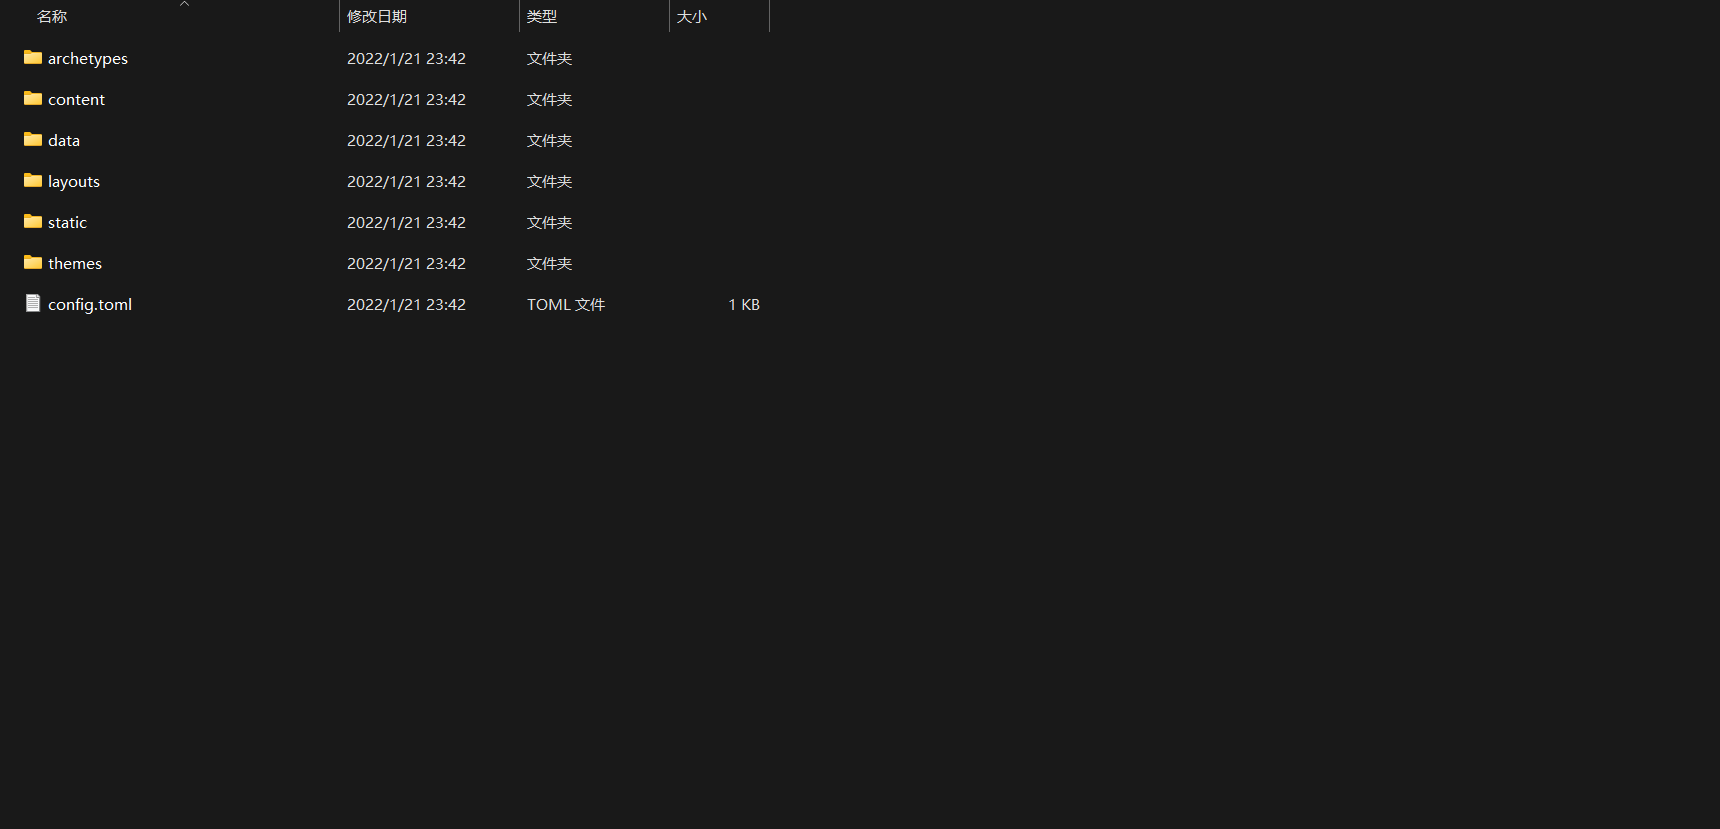 名称 修改日期 类型 大小
archetypes 2022/1/21 23:42 文件夹
content 2022/1/21 23:42 文件夹
data 2022/1/21 23:42 文件夹
layouts 2022/1/21 23:42 文件夹
static 2022/1/21 23:42 文件夹
themes 2022/1/21 23:42 文件夹
config.toml 2022/1/21 23:42 TOML 文件 1 KB